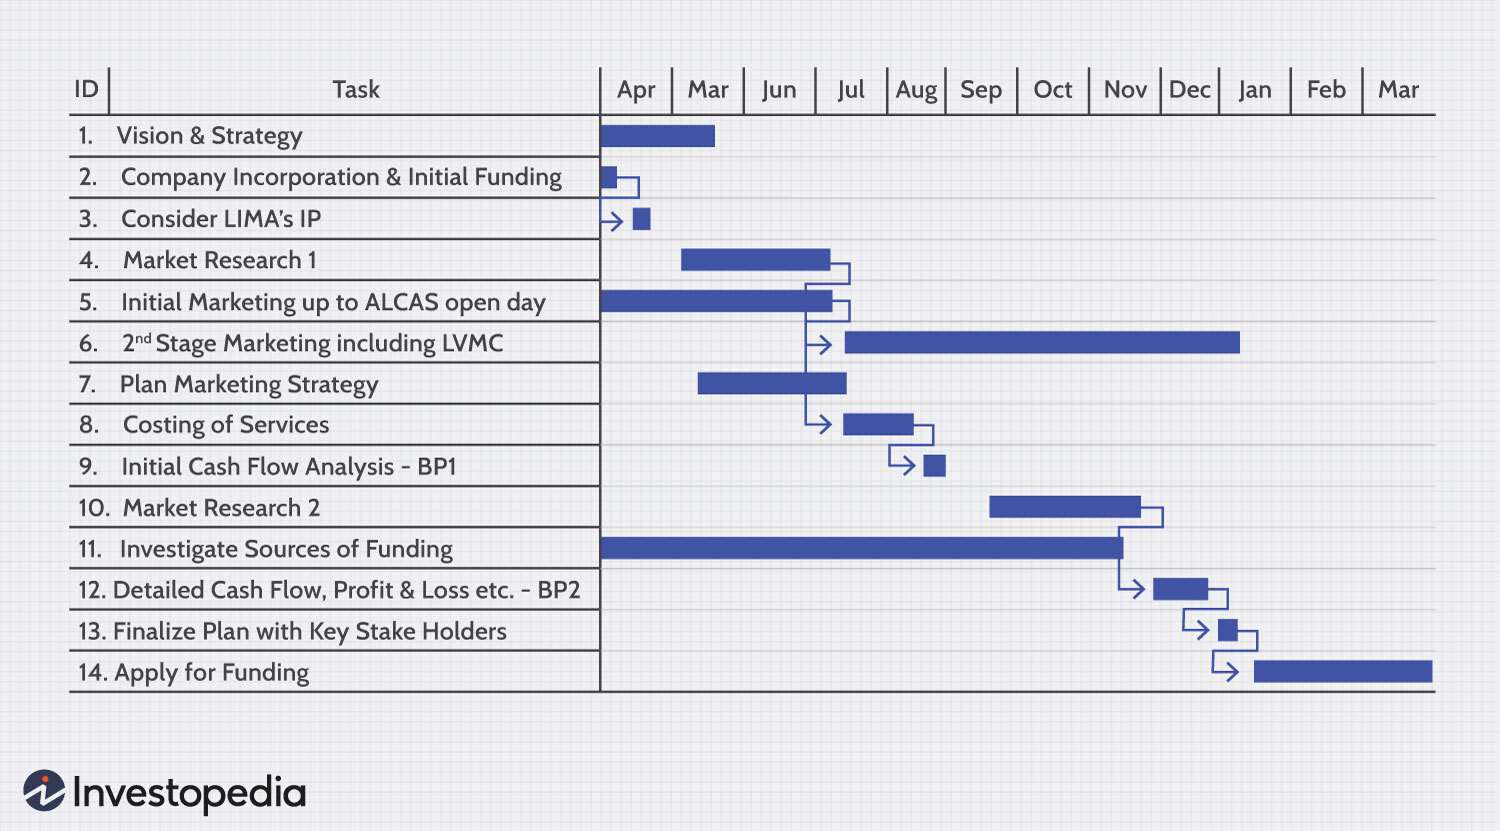 ID Task Apr Mar Jun Jul Aug Sep Oct Nov Dec Jan Feb Mar
1. Vision & Strategy
2. Company Incorporation & Initial Funding
3. Consider LIMA's IP
4. Market Research 1
5. Initial Marketing up to ALCAS open day
6. 2nd Stage Marketing including LVMC
7. Plan Marketing Strategy
8. Costing of Services
9. Initial Cash Flow Analysis - BP1
10. Market Research 2
11. Investigate Sources of Funding
12. Detailed Cash Flow, Profit & Loss etc. - BP2
13. Finalize Plan with Key Stake Holders
14. Apply for Funding
Investopedia